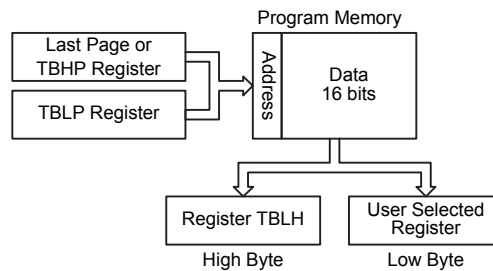 Program Memory
Last Page or
TBHP Register
TBLP Register
Address
Data
16 bits
Register TBLH
High Byte
User Selected
Register
Low Byte